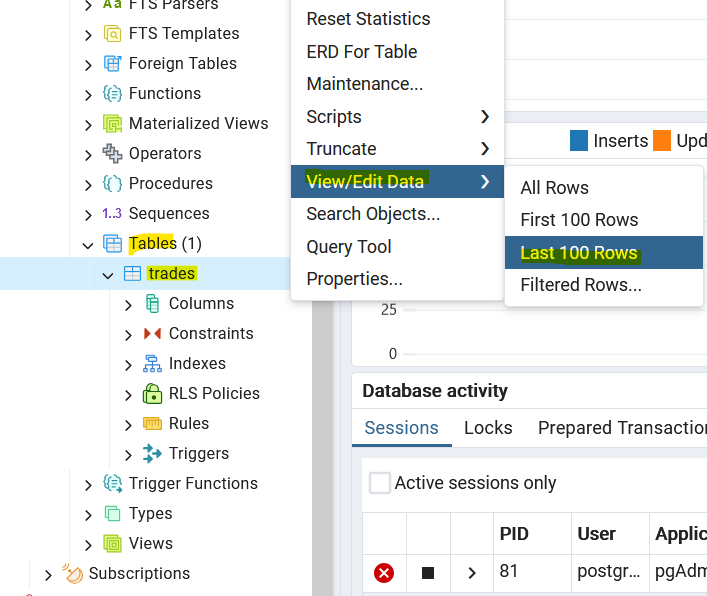 FTS Parsers
FTS Templates
Foreign Tables
Functions
Materialized Views
Operators
Procedures
1..3 Sequences
Tables (1)
trades
Columns
Constraints
Indexes
RLS Policies
Rules
Triggers
Trigger Functions
Types
Views
Subscriptions
Reset Statistics
ERD For Table
Maintenance...
Scripts
Truncate
View/Edit Data
Search Objects...
Query Tool
Properties...
All Rows
First 100 Rows
Last 100 Rows
Filtered Rows...
Inserts Upd
25
0
Database activity
Sessions Locks Prepared Transaction
Active sessions only
PID User Applic
81 postgr... pgAdm